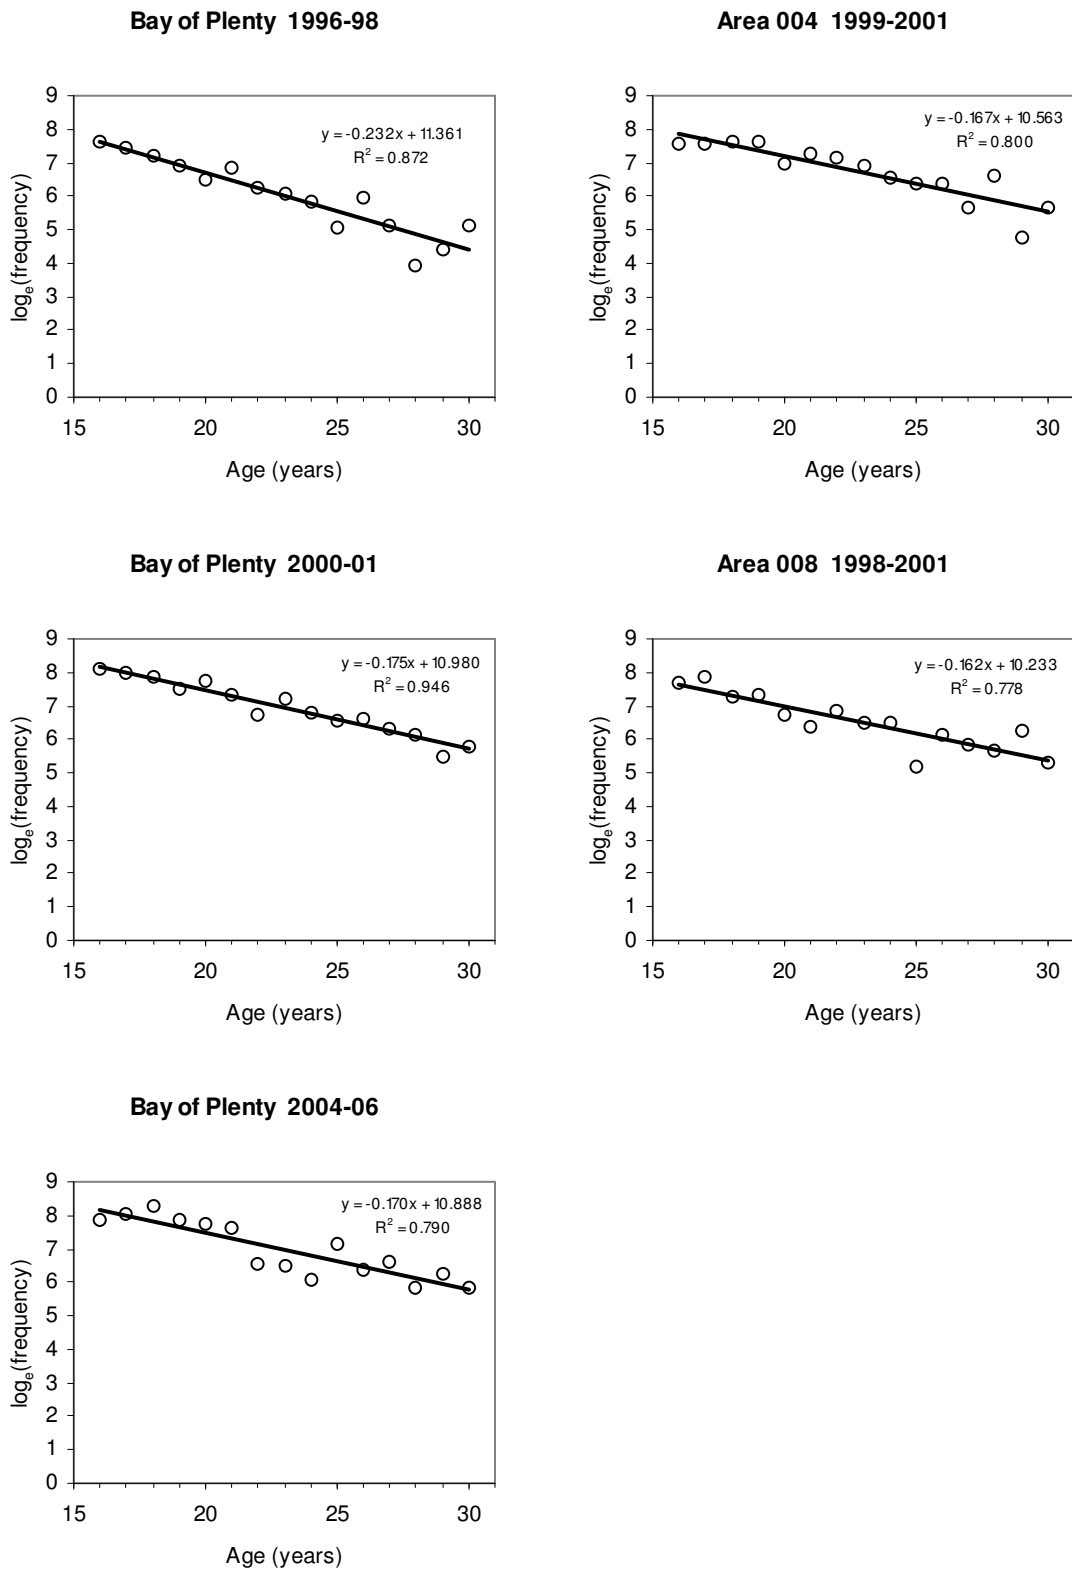 Bay of Plenty 1996-98
y = -0.232x + 11.361
R² = 0.872
logₑ(frequency)
9
8
7
6
5
4
3
2
1
0
15 20 25 30
Age (years)
Area 004 1999-2001
y = -0.167x + 10.563
R² = 0.800
logₑ(frequency)
9
8
7
6
5
4
3
2
1
0
15 20 25 30
Age (years)
Bay of Plenty 2000-01
y = -0.175x + 10.980
R² = 0.946
logₑ(frequency)
9
8
7
6
5
4
3
2
1
0
15 20 25 30
Age (years)
Area 008 1998-2001
y = -0.162x + 10.233
R² = 0.778
logₑ(frequency)
9
8
7
6
5
4
3
2
1
0
15 20 25 30
Age (years)
Bay of Plenty 2004-06
y = -0.170x + 10.888
R² = 0.790
logₑ(frequency)
9
8
7
6
5
4
3
2
1
0
15 20 25 30
Age (years)